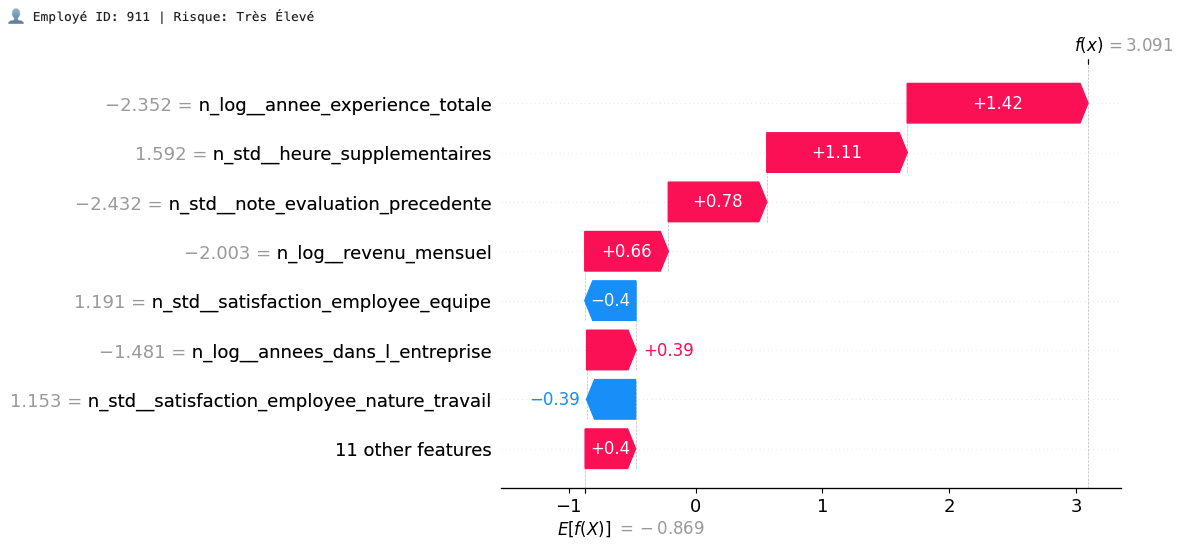 👤 Employé ID: 911 | Risque: Très Élevé
f(x) = 3.091
−2.352 = n_log__annee_experience_totale
+1.42
1.592 = n_std__heure_supplementaires
+1.11
−2.432 = n_std__note_evaluation_precedente
+0.78
−2.003 = n_log__revenu_mensuel
+0.66
1.191 = n_std__satisfaction_employee_equipe
−0.4
−1.481 = n_log__annees_dans_l_entreprise
+0.39
1.153 = n_std__satisfaction_employee_nature_travail
−0.39
11 other features
+0.4
−1 0 1 2 3
E[f(X)] = −0.869